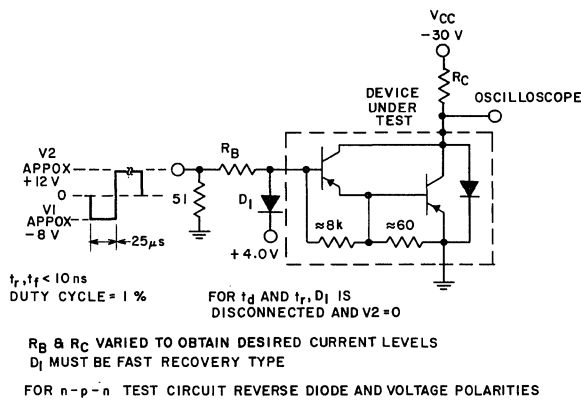 VCC
-30 V
RC
DEVICE
UNDER
TEST
OSCILLOSCOPE
V2
APPOX
+12V
0
V1
APPOX
-8V
25μs
51
RB
D1
+4.0V
≈8k
≈60
tr,tf < 10 ns
DUTY CYCLE = 1 %
FOR td AND tr, D1 IS
DISCONNECTED AND V2=0
RB & RC VARIED TO OBTAIN DESIRED CURRENT LEVELS
D1 MUST BE FAST RECOVERY TYPE
FOR n-p-n TEST CIRCUIT REVERSE DIODE AND VOLTAGE POLARITIES